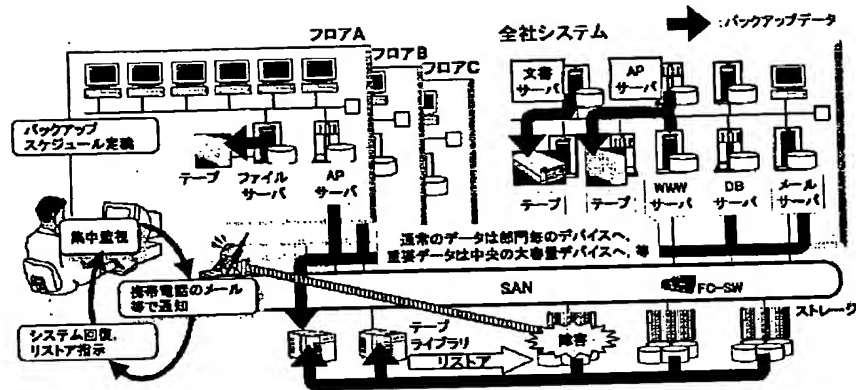 フロアA
フロアB
フロアC
全社システム
:バックアップデータ
文書
サーバ
AP
サーバ
バックアップ
スケジュール定義
テープ
ファイル
サーバ
AP
サーバ
テープ
テープ
WWW
サーバ
DB
サーバ
メール
サーバ
集中監視
通常のデータは部門毎のデバイスへ,
重要データは中央の大容量デバイスへ, 等
携帯電話のメール
等で通知
SAN
FC-SW
ストレージ
システム回復,
リストア指示
テープ
ライブラリ
リストア
障害